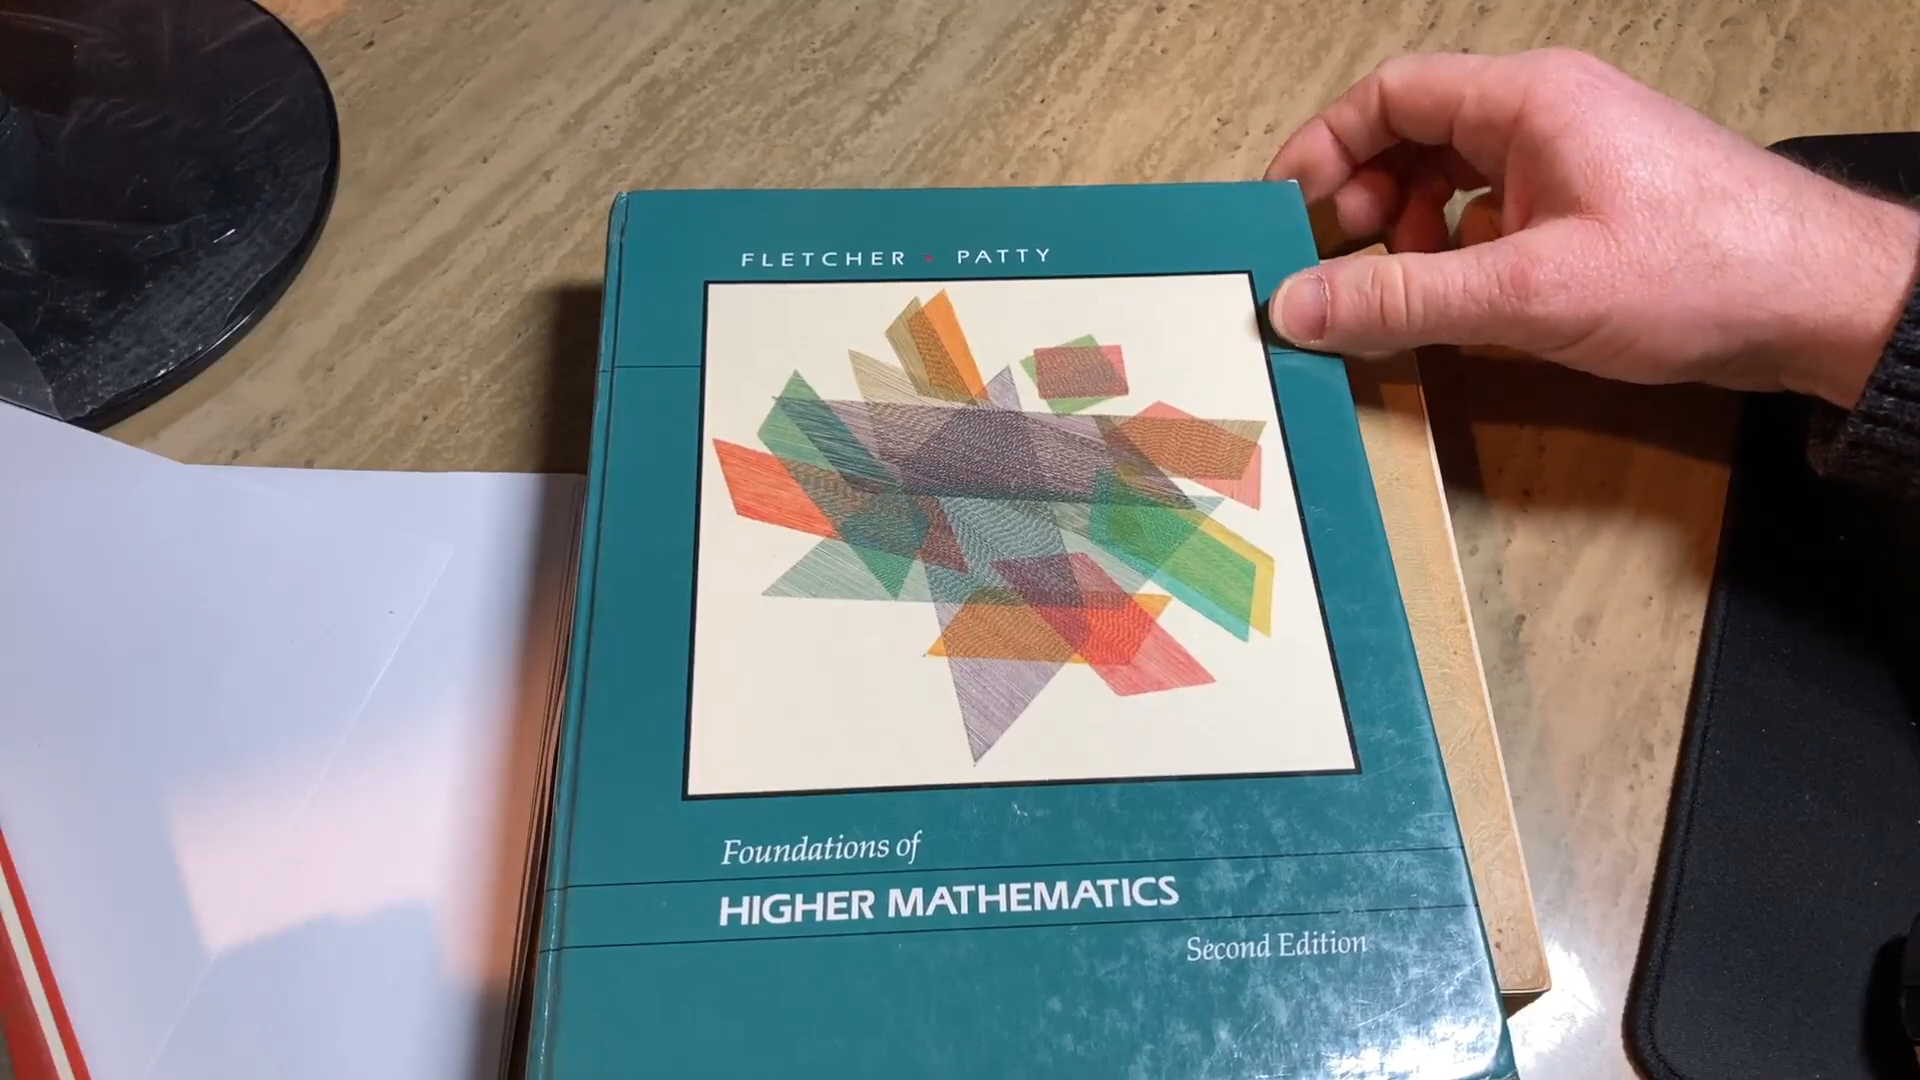 FLETCHER • PATTY
Foundations of
HIGHER MATHEMATICS
Second Edition